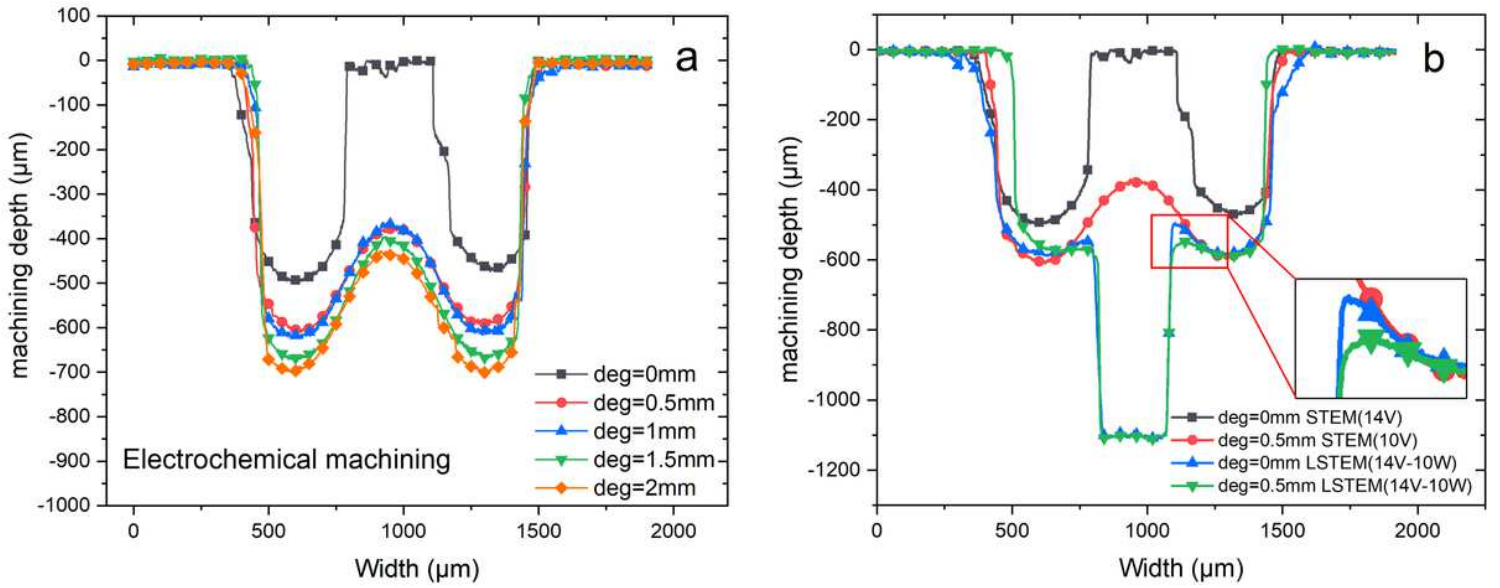 100
0
-100
-200
-300
-400
-500
-600
-700
-800
-900
-1000
machining depth (μm)
a
deg=0mm
deg=0.5mm
deg=1mm
deg=1.5mm
deg=2mm
Electrochemical machining
0
500
1000
1500
2000
Width (μm)
0
-200
-400
-600
-800
-1000
-1200
machining depth (μm)
b
deg=0mm STEM(14V)
deg=0.5mm STEM(10V)
deg=0mm LSTEM(14V-10W)
deg=0.5mm LSTEM(14V-10W)
0
500
1000
1500
2000
Width (μm)